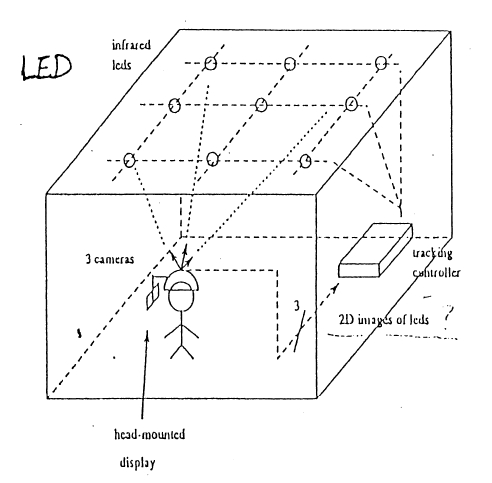 LED
infrared
leds
3 cameras
tracking
controller
3
2D images of leds ?
head-mounted
display